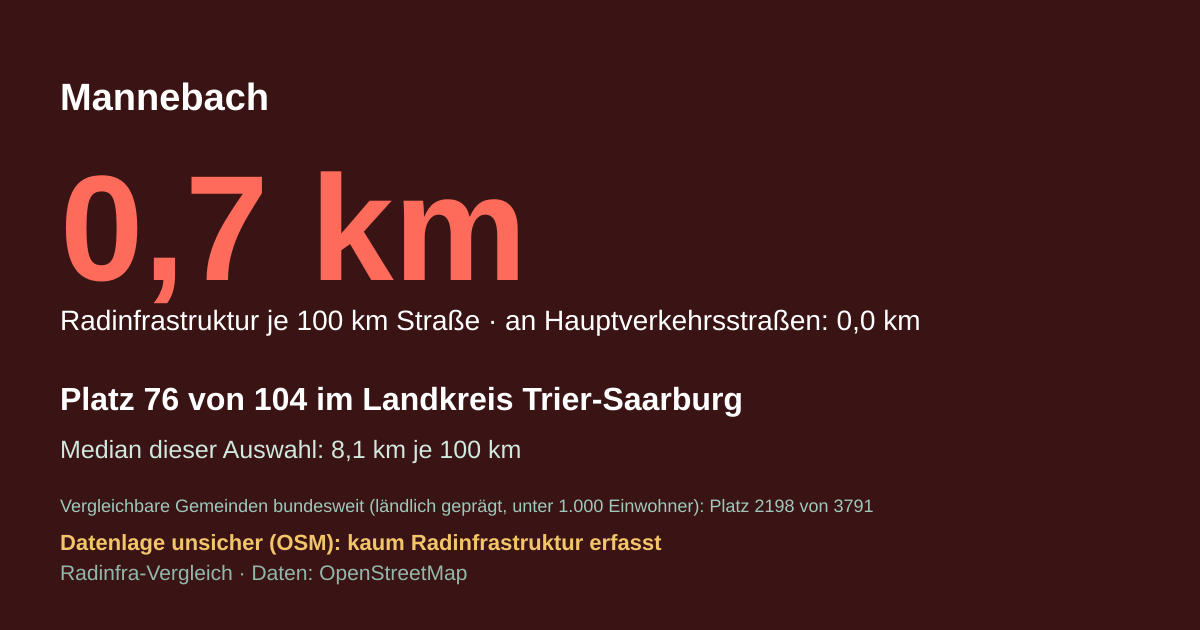 Mannebach
0,7 km
Radinfrastruktur je 100 km Straße · an Hauptverkehrsstraßen: 0,0 km
Platz 76 von 104 im Landkreis Trier-Saarburg
Median dieser Auswahl: 8,1 km je 100 km
Vergleichbare Gemeinden bundesweit (ländlich geprägt, unter 1.000 Einwohner): Platz 2198 von 3791
Datenlage unsicher (OSM): kaum Radinfrastruktur erfasst
Radinfra-Vergleich · Daten: OpenStreetMap